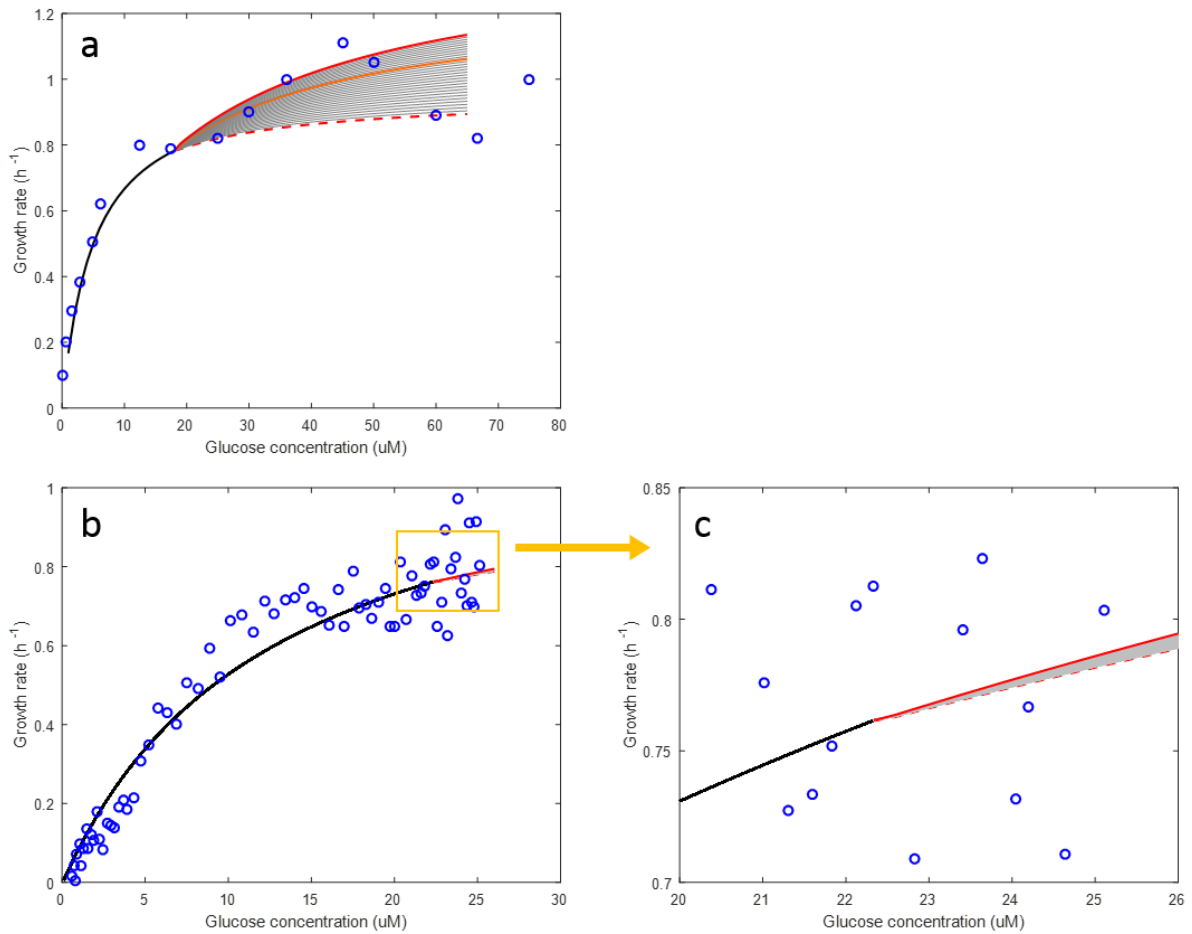 a
1.2
1
0.8
0.6
0.4
0.2
0
Growth rate (h -1)
0 10 20 30 40 50 60 70 80
Glucose concentration (uM)
b
1
0.8
0.6
0.4
0.2
0
Growth rate (h -1)
0 5 10 15 20 25 30
Glucose concentration (uM)
c
0.85
0.8
0.75
0.7
Growth rate (h -1)
20 21 22 23 24 25 26
Glucose concentration (uM)